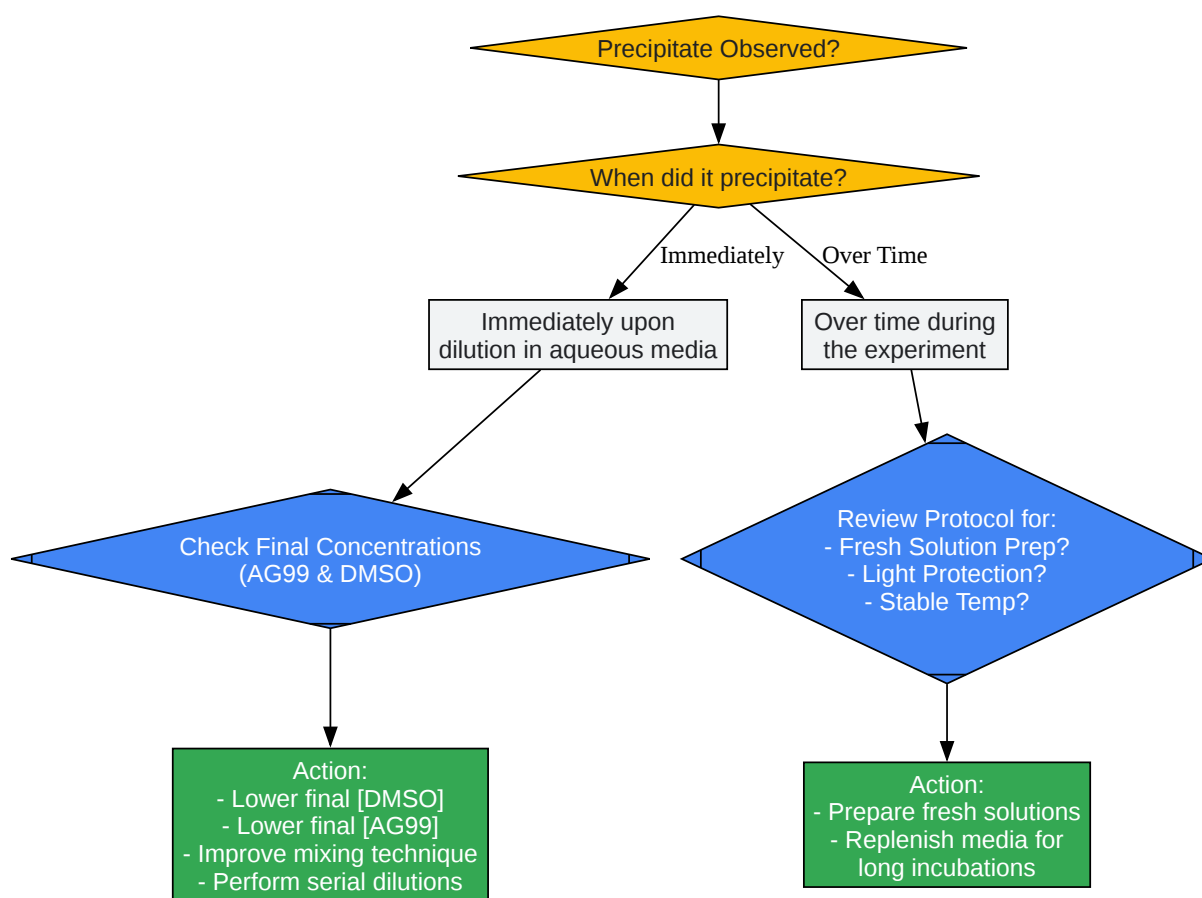 Precipitate Observed?
When did it precipitate?
Immediately
Over Time
Immediately upon
dilution in aqueous media
Over time during
the experiment
Check Final Concentrations
(AG99 & DMSO)
Review Protocol for:
- Fresh Solution Prep?
- Light Protection?
- Stable Temp?
Action:
- Lower final [DMSO]
- Lower final [AG99]
- Improve mixing technique
- Perform serial dilutions
Action:
- Prepare fresh solutions
- Replenish media for
long incubations